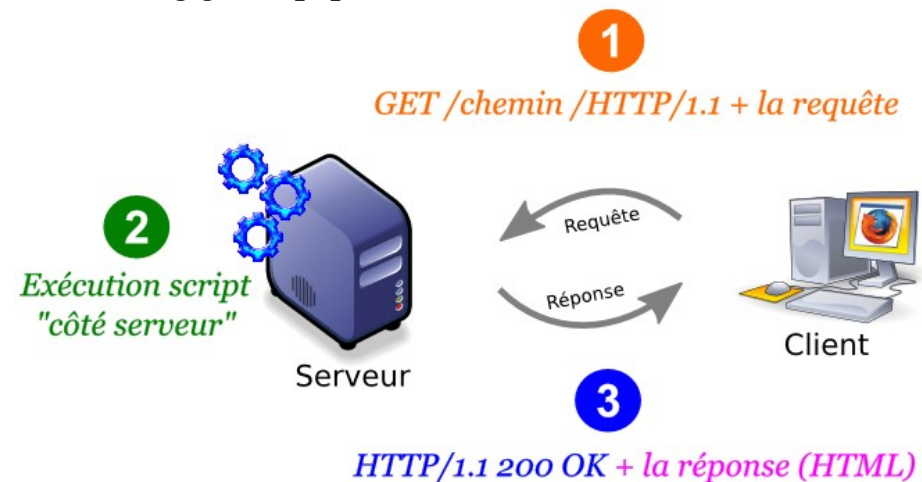 1
GET /chemin /HTTP/1.1 + la requête
2
Exécution script
"côté serveur"
Requête
Réponse
Serveur
Client
3
HTTP/1.1 200 OK + la réponse (HTML)